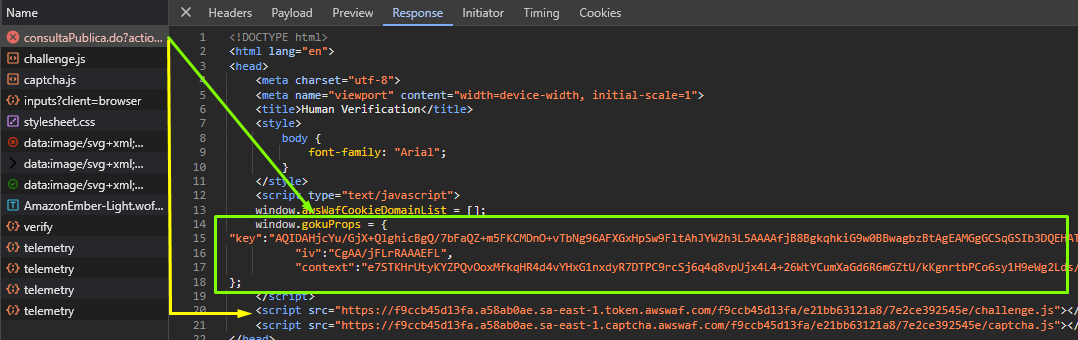 Name
Headers Payload Preview Response Initiator Timing Cookies
consultaPublica.do?actio...
challenge.js
captcha.js
inputs?client=browser
stylesheet.css
data:image/svg+xml;...
data:image/svg+xml;...
data:image/svg+xml;...
AmazonEmber-Light.wof...
verify
telemetry
telemetry
telemetry
telemetry
1 <!DOCTYPE html>
2 <html lang="en">
3 <head>
4 <meta charset="utf-8">
5 <meta name="viewport" content="width=device-width, initial-scale=1">
6 <title>Human Verification</title>
7 <style>
8 body {
9 font-family: "Arial";
10 }
11 </style>
12 <script type="text/javascript">
13 window.awsWafCookieDomainList = [];
14 window.gokuProps = {
15 "key":"AQIDAHjcYu/GjX+QlghicBgQ/7bFaQZ+m5FKCMDnO+vTbNg96AFXGxHpSw9FltAhJYW2h3L5AAAAfjB8BgkqhkiG9w0BBwagbzBtAgEAMGgGCSqGSIb3DQEHAT
16 "iv":"CgAA/jFLrRAAAEFL",
17 "context":"e7STKHrUtyKYZPQvOoxMfkqHR4d4vYHxG1nxdyR7DTPC9rcSj6q4q8vpUjx4L4+26WtYCumXaGd6R6mGZtU/kKgnrtbPCo6sy1H9eWg2Lds/
18 };
19 </script>
20 <script src="https://f9ccb45d13fa.a58ab0ae.sa-east-1.token.awswaf.com/f9ccb45d13fa/e21bb63121a8/7e2ce392545e/challenge.js"></
21 <script src="https://f9ccb45d13fa.a58ab0ae.sa-east-1.captcha.awswaf.com/f9ccb45d13fa/e21bb63121a8/7e2ce392545e/captcha.js"></
22 </head>